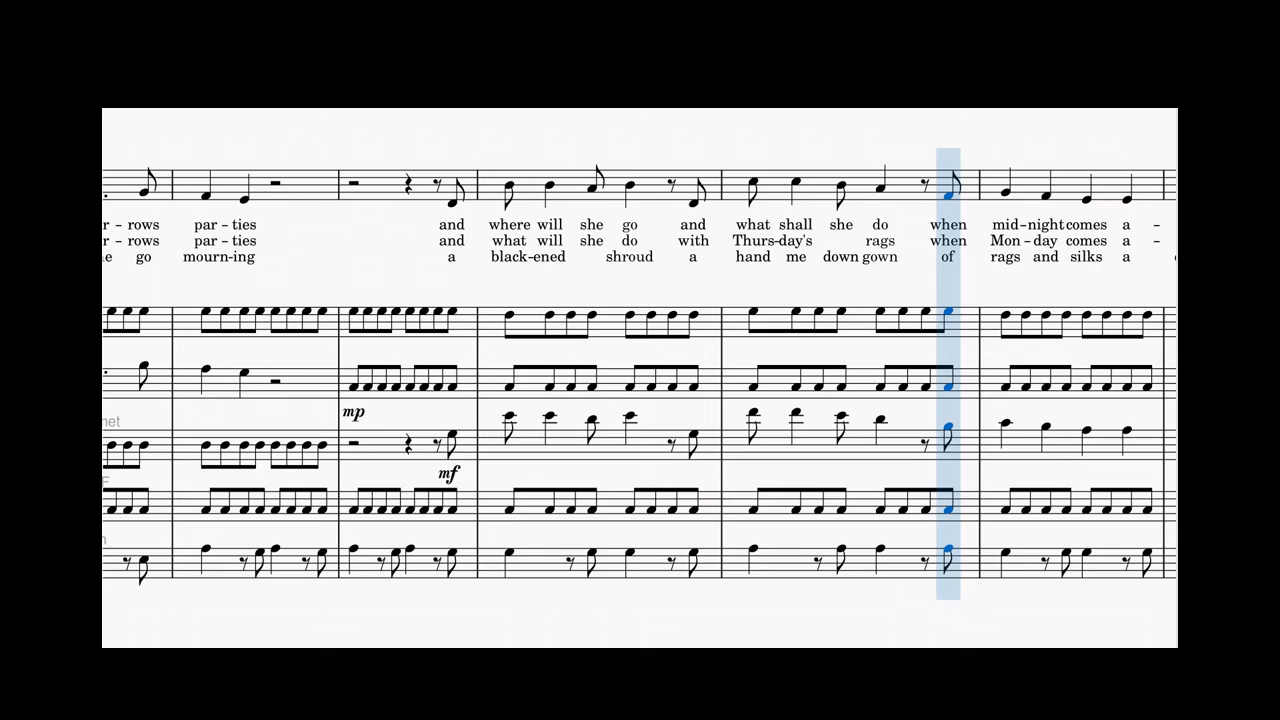 r - rows par - ties and where will she go and what shall she do when mid - night comes a -
r - rows par - ties and what will she do with Thurs - day's rags when Mon - day comes a -
go mourn - ing a black - ened shroud a hand me down gown of rags and silks a
mp
mf